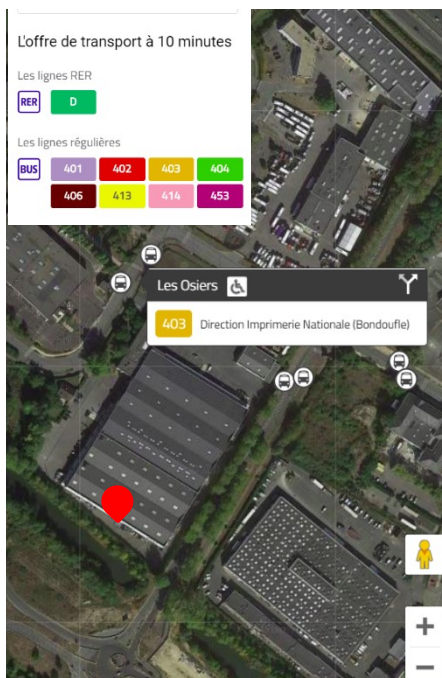 L'offre de transport à 10 minutes
Les lignes RER
RER D
Les lignes régulières
BUS 401 402 403 404
406 413 414 453
Les Osiers
403 Direction Imprimerie Nationale (Bondoufle)
+
−